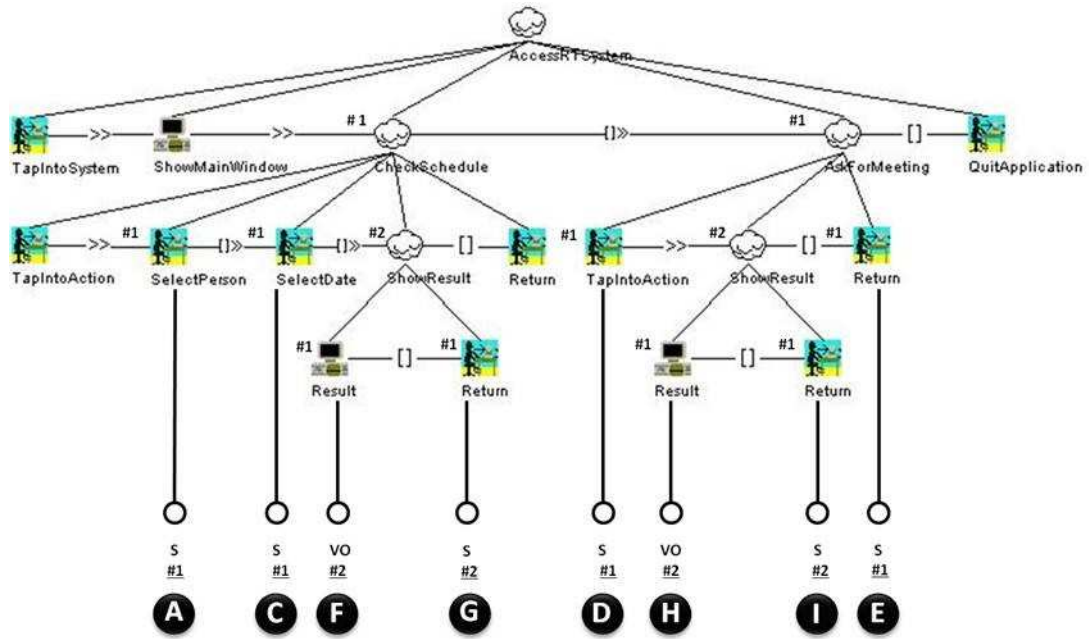 AccessRTSystem
#1 #1
>> >> []>> []
TapIntoSystem ShowMainWindow CheckSchedule AskForMeeting QuitApplication
#1 #1 #2 #1 #2 #1
>> []>> []>> [] >> []
TapIntoAction SelectPerson SelectDate ShowResult Return TapIntoAction ShowResult Return
#1 #1 #1 #1
[] []
Result Return Result Return
S S VO S S VO S S
#1 #1 #2 #2 #1 #2 #2 #1
A C F G D H I E